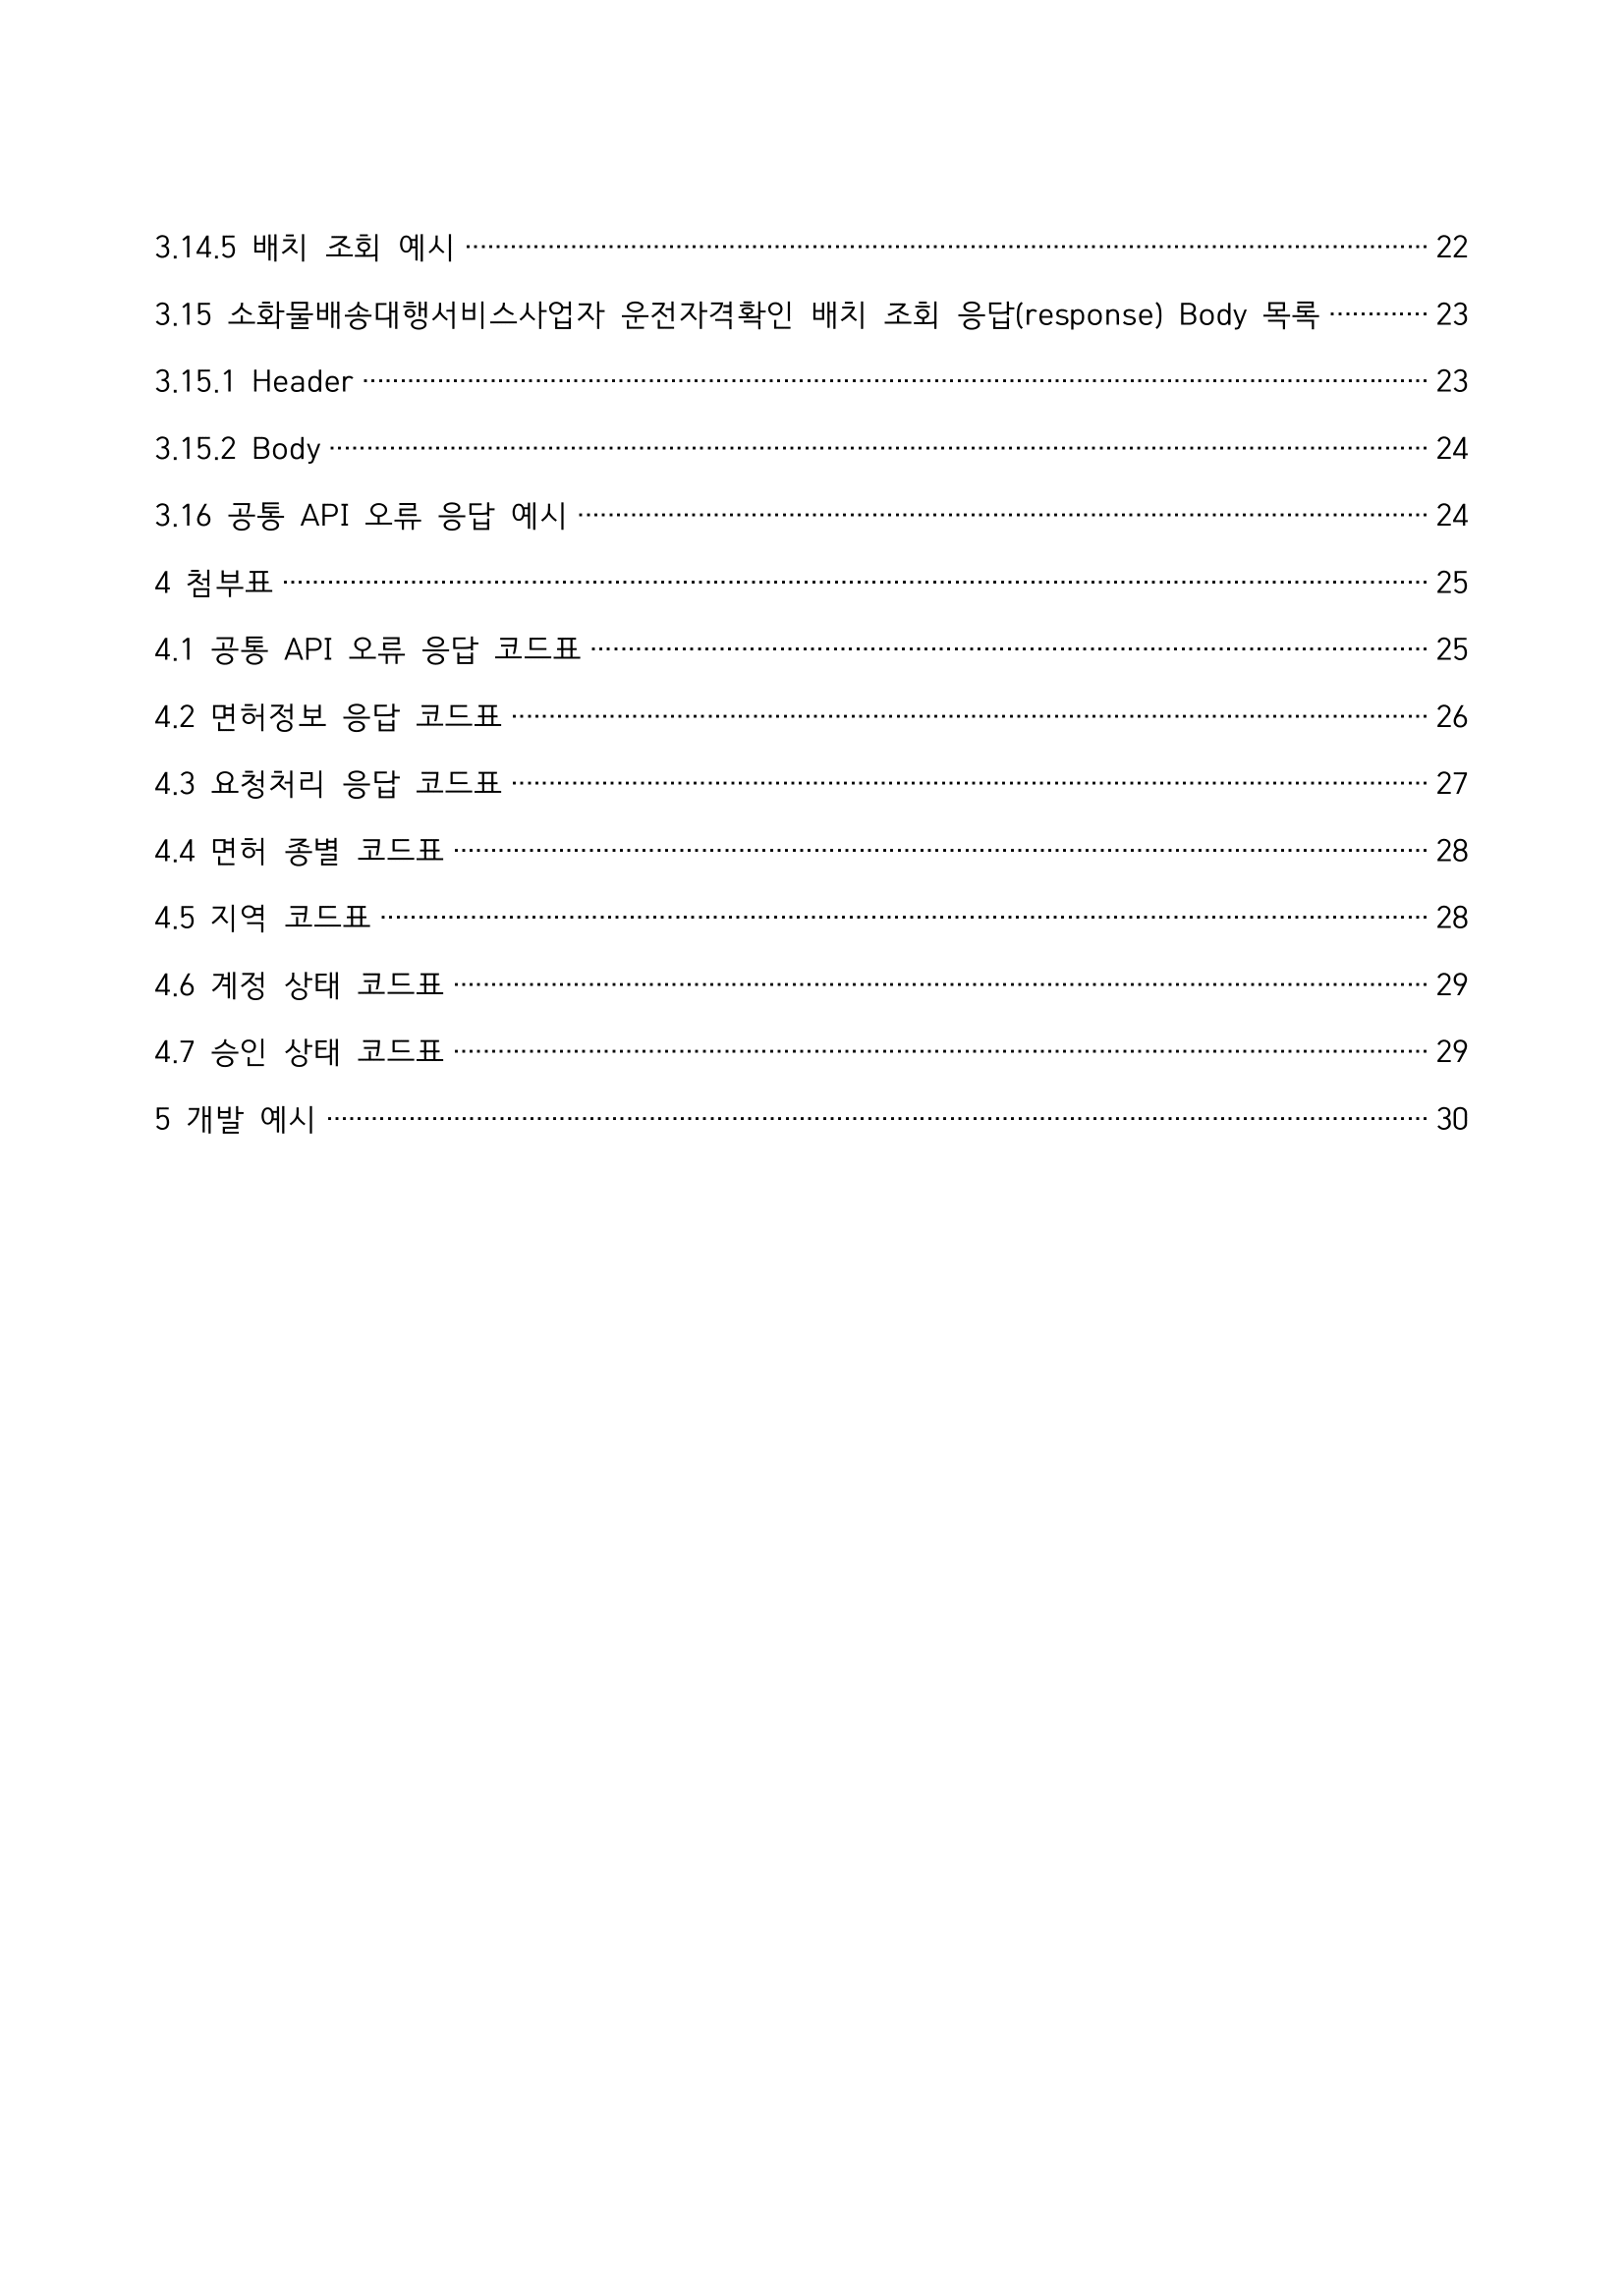 3.14.5 배치 조회 예시 ········ 22
3.15 소화물배송대행서비스사업자 운전자격확인 배치 조회 응답(response) Body 목록 ········ 23
3.15.1 Header ········ 23
3.15.2 Body ········ 24
3.16 공통 API 오류 응답 예시 ········ 24
4 첨부표 ········ 25
4.1 공통 API 오류 응답 코드표 ········ 25
4.2 면허정보 응답 코드표 ········ 26
4.3 요청처리 응답 코드표 ········ 27
4.4 면허 종별 코드표 ········ 28
4.5 지역 코드표 ········ 28
4.6 계정 상태 코드표 ········ 29
4.7 승인 상태 코드표 ········ 29
5 개발 예시 ········ 30